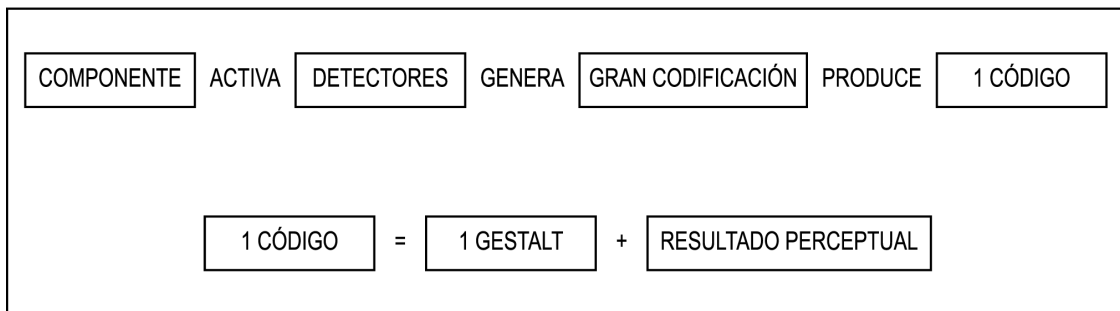 COMPONENTE ACTIVA DETECTORES GENERA GRAN CODIFICACIÓN PRODUCE 1 CÓDIGO
1 CÓDIGO = 1 GESTALT + RESULTADO PERCEPTUAL